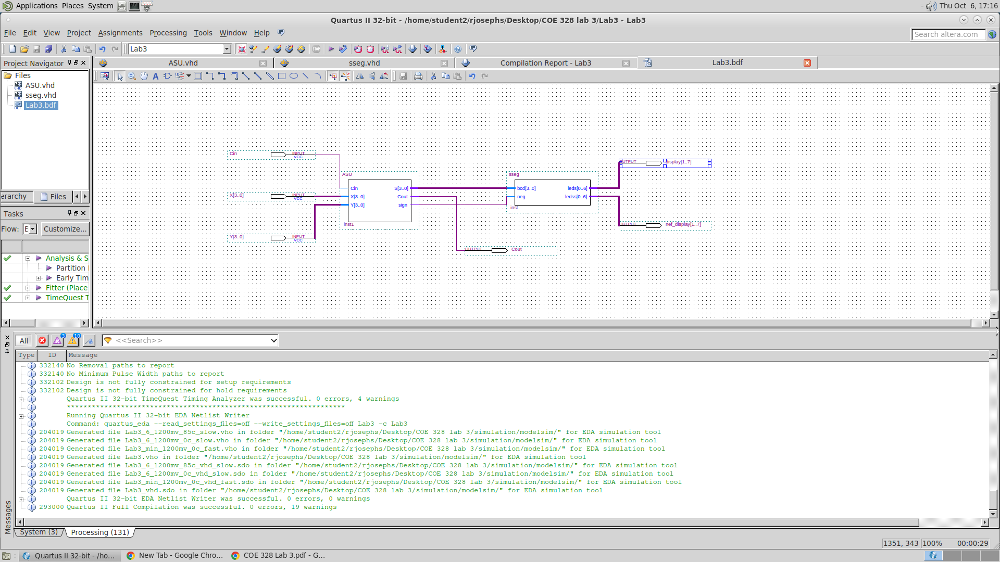 Applications Places System
Thu Oct 6, 17:16
Quartus II 32-bit - /home/student2/rjosephs/Desktop/COE 328 lab 3/Lab3 - Lab3
File Edit View Project Assignments Processing Tools Window Help
Search altera.com
Lab3
STOP
Project Navigator
ASU.vhd
sseg.vhd
Compilation Report - Lab3
Lab3.bdf
Files
ASU.vhd
sseg.vhd
Lab3.bdf
erarchy
Files
Tasks
Flow: E
Customize...
Analysis & S
Partition
Early Tim
Fitter (Place
TimeQuest T
Cin
INPUT
VCC
X[3..0]
INPUT
VCC
Y[3..0]
INPUT
VCC
ASU
Cin
X[3..0]
Y[3..0]
S[3..0]
Cout
sign
inst1
sseg
bcd[3..0]
neg
leds[0..6]
ledss[0..6]
inst
OUTPUT
Cout
UTPUT
display[1..7]
OUTPUT
nef_display[1..7]
All
3
10
<<Search>>
Type ID Message
332140 No Removal paths to report
332140 No Minimum Pulse Width paths to report
332102 Design is not fully constrained for setup requirements
332102 Design is not fully constrained for hold requirements
Quartus II 32-bit TimeQuest Timing Analyzer was successful. 0 errors, 4 warnings
*******************************************************************
Running Quartus II 32-bit EDA Netlist Writer
Command: quartus_eda --read_settings_files=off --write_settings_files=off Lab3 -c Lab3
204019 Generated file Lab3_6_1200mv_85c_slow.vho in folder "/home/student2/rjosephs/Desktop/COE 328 lab 3/simulation/modelsim/" for EDA simulation tool
204019 Generated file Lab3_6_1200mv_0c_slow.vho in folder "/home/student2/rjosephs/Desktop/COE 328 lab 3/simulation/modelsim/" for EDA simulation tool
204019 Generated file Lab3_min_1200mv_0c_fast.vho in folder "/home/student2/rjosephs/Desktop/COE 328 lab 3/simulation/modelsim/" for EDA simulation tool
204019 Generated file Lab3.vho in folder "/home/student2/rjosephs/Desktop/COE 328 lab 3/simulation/modelsim/" for EDA simulation tool
204019 Generated file Lab3_6_1200mv_85c_vhd_slow.sdo in folder "/home/student2/rjosephs/Desktop/COE 328 lab 3/simulation/modelsim/" for EDA simulation tool
204019 Generated file Lab3_6_1200mv_0c_vhd_slow.sdo in folder "/home/student2/rjosephs/Desktop/COE 328 lab 3/simulation/modelsim/" for EDA simulation tool
204019 Generated file Lab3_min_1200mv_0c_vhd_fast.sdo in folder "/home/student2/rjosephs/Desktop/COE 328 lab 3/simulation/modelsim/" for EDA simulation tool
204019 Generated file Lab3_vhd.sdo in folder "/home/student2/rjosephs/Desktop/COE 328 lab 3/simulation/modelsim/" for EDA simulation tool
Quartus II 32-bit EDA Netlist Writer was successful. 0 errors, 0 warnings
293000 Quartus II Full Compilation was successful. 0 errors, 19 warnings
Messages
System (3)
Processing (131)
1351, 343
100%
00:00:29
Quartus II 32-bit - /ho...
New Tab - Google Chro...
COE 328 Lab 3.pdf - G...